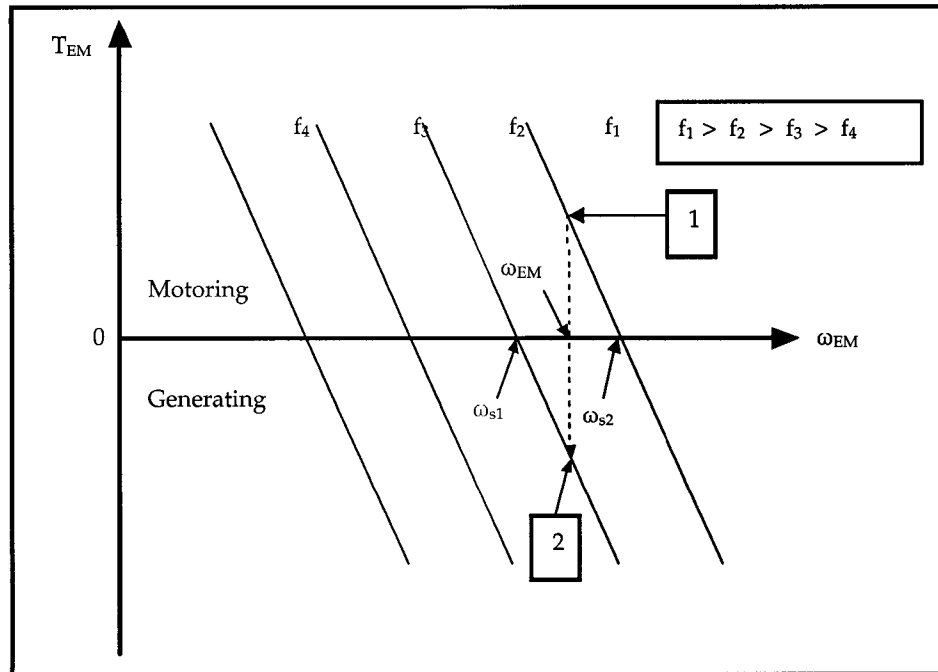 T_EM
f₄ f₃ f₂ f₁
f₁ > f₂ > f₃ > f₄
1
ω_EM
Motoring
0
ω_EM
Generating
ω_s1
ω_s2
2